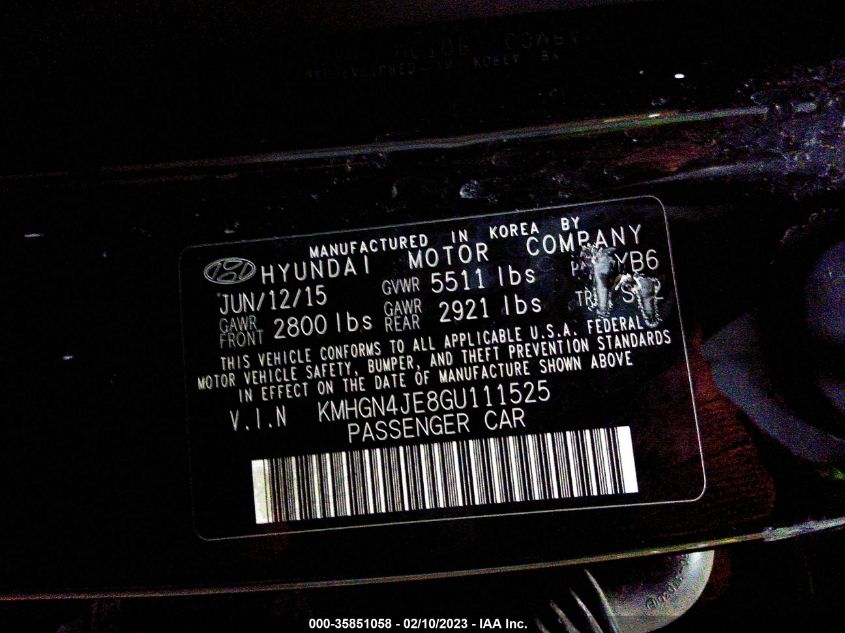 MANUFACTURED IN KOREA BY
HYUNDAI MOTOR COMPANY
JUN/12/15 GVWR 5511 lbs YB6
GAWR FRONT 2800 lbs GAWR REAR 2921 lbs
THIS VEHICLE CONFORMS TO ALL APPLICABLE U.S.A. FEDERAL
MOTOR VEHICLE SAFETY, BUMPER, AND THEFT PREVENTION STANDARDS
IN EFFECT ON THE DATE OF MANUFACTURE SHOWN ABOVE
V.I.N KMHGN4JE8GU111525
PASSENGER CAR
000-35851058 - 02/10/2023 - IAA Inc.